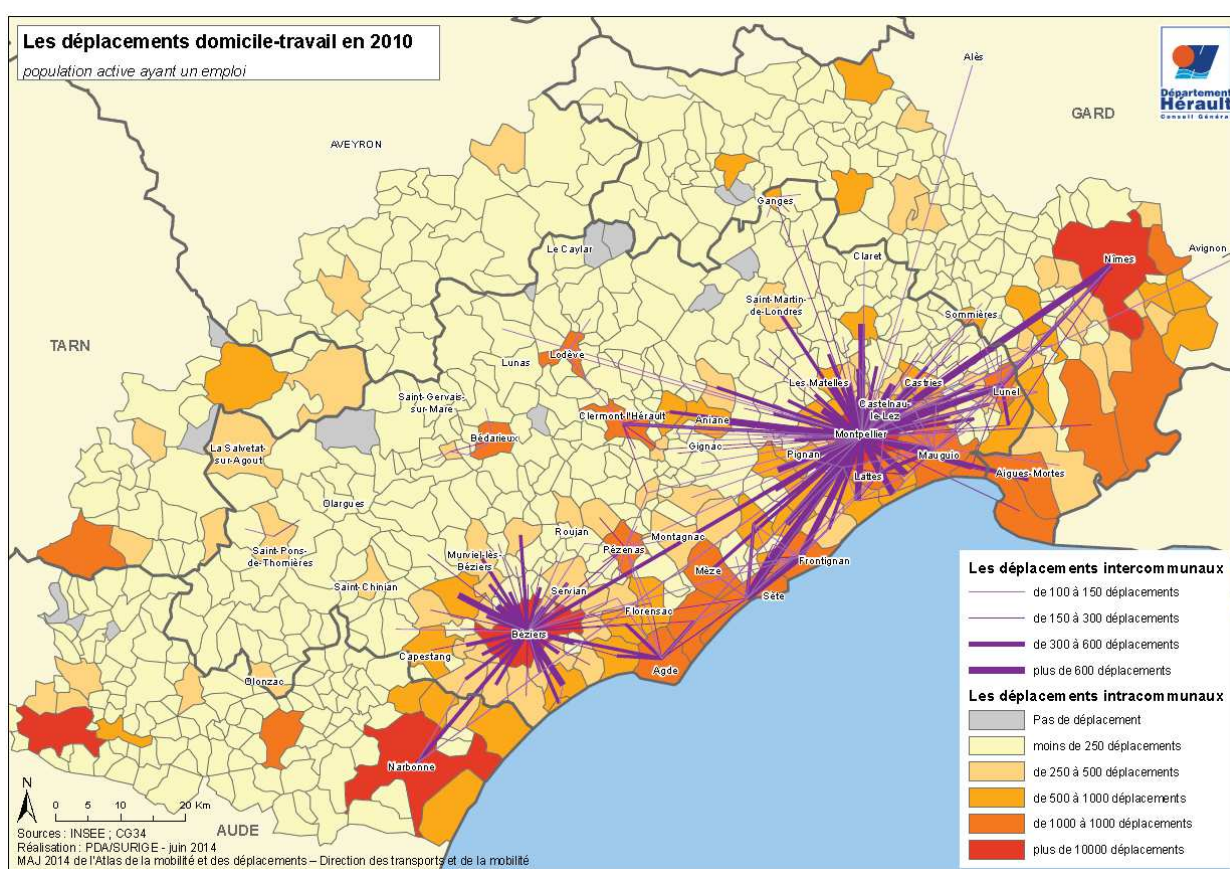 Les déplacements domicile-travail en 2010
population active ayant un emploi
Département
Hérault
Conseil Général
Alès
GARD
AVEYRON
Ganges
Le Caylar
Claret
Nîmes
Avignon
Saint-Martin-
de-Londres
Sommières
TARN
Lodève
Lunas
Les Matelles
Castries
Lunel
Saint-Gervais-
sur-Mare
Castelnau-
le-Lez
Clermont-l'Hérault
Aniane
Montpellier
Bédarieux
Gignac
La Salvetat-
sur-Agout
Pignan
Mauguio
Lattes
Aigues-Mortes
Olargues
Roujan
Montagnac
Saint-Pons-
de-Thomières
Murviel-lès-
Béziers
Pézenas
Frontignan
Mèze
Saint-Chinian
Servian
Sète
Florensac
Béziers
Capestang
Agde
Olonzac
Narbonne
Les déplacements intercommunaux
de 100 à 150 déplacements
de 150 à 300 déplacements
de 300 à 600 déplacements
plus de 600 déplacements
Les déplacements intracommunaux
Pas de déplacement
moins de 250 déplacements
de 250 à 500 déplacements
de 500 à 1000 déplacements
de 1000 à 1000 déplacements
plus de 10000 déplacements
N
0 5 10 20 Km
AUDE
Sources : INSEE ; CG34
Réalisation : PDA/SURIGE - juin 2014
MAJ 2014 de l'Atlas de la mobilité et des déplacements – Direction des transports et de la mobilité